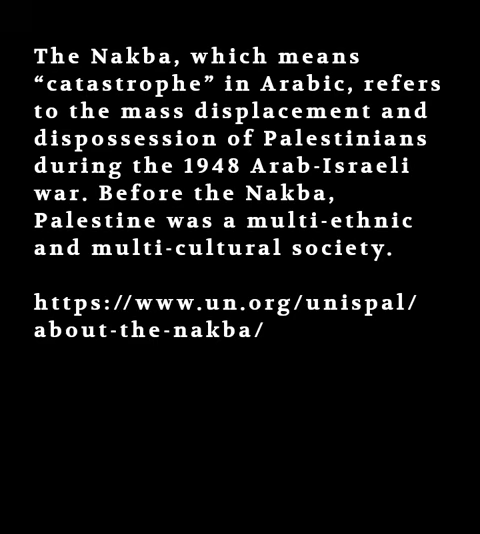 The Nakba, which means
“catastrophe” in Arabic, refers
to the mass displacement and
dispossession of Palestinians
during the 1948 Arab-Israeli
war. Before the Nakba,
Palestine was a multi-ethnic
and multi-cultural society.
https://www.un.org/unispal/
about-the-nakba/